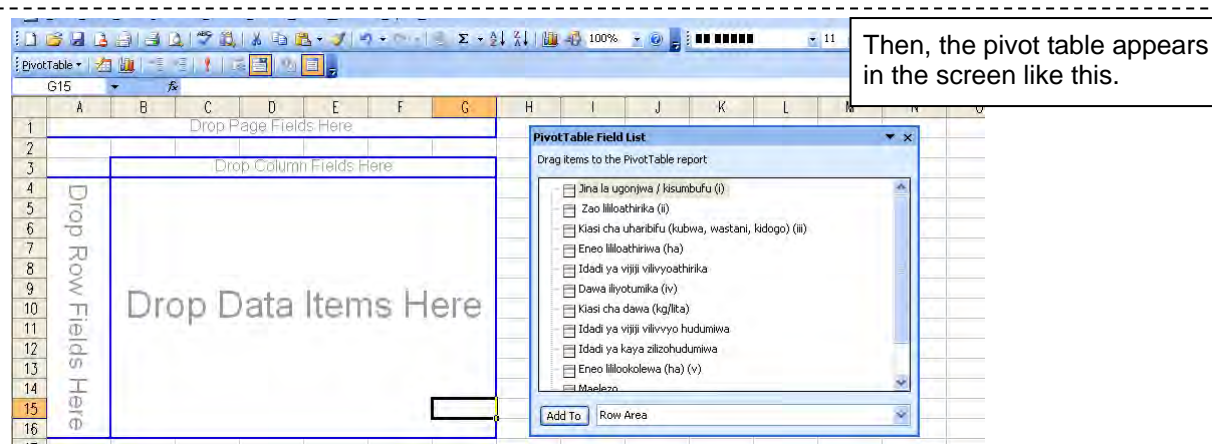 Then, the pivot table appears
in the screen like this.
100%
11
PivotTable
G15
fx
A B C D E F G H I J K L M N O
1 Drop Page Fields Here
2
3 Drop Column Fields Here
4
5
6
7
8
9
10
11
12
13
14
15
16
Drop Row Fields Here
Drop Data Items Here
PivotTable Field List
Drag items to the PivotTable report
Jina la ugonjwa / kisumbufu (i)
Zao lililoathirika (ii)
Kiasi cha uharibifu (kubwa, wastani, kidogo) (iii)
Eneo lililoathiriwa (ha)
Idadi ya vijiji vilivyoathirika
Dawa iliyotumika (iv)
Kiasi cha dawa (kg/lita)
Idadi ya vijiji vilivvyo hudumiwa
Idadi ya kaya zilizohudumiwa
Eneo lililookolewa (ha) (v)
Maelezo
Add To Row Area